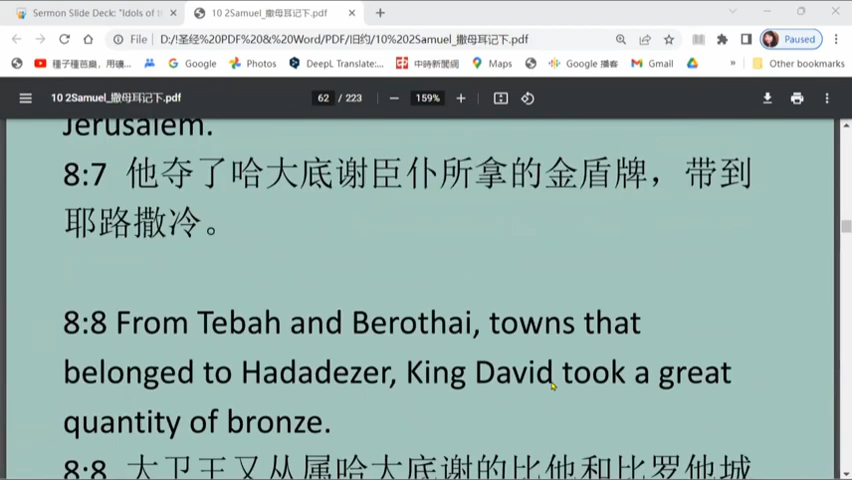 Sermon Slide Deck: "Idols of t
10 2Samuel_撒母耳记下.pdf
File D:/!圣经%20PDF%20&%20Word/PDF/旧约/10%202Samuel_撒母耳记下.pdf
Paused
種子種芭樂，用礦...
Google
Photos
DeepL Translate:...
中時新聞網
Maps
Google 播客
Gmail
»
Other bookmarks
10 2Samuel_撒母耳记下.pdf
62 / 223
159%
Jerusalem.
8:7 他夺了哈大底谢臣仆所拿的金盾牌，带到
耶路撒冷。
8:8 From Tebah and Berothai, towns that
belonged to Hadadezer, King David took a great
quantity of bronze.
8:8 大卫王又从属哈大底谢的比他和比罗他城